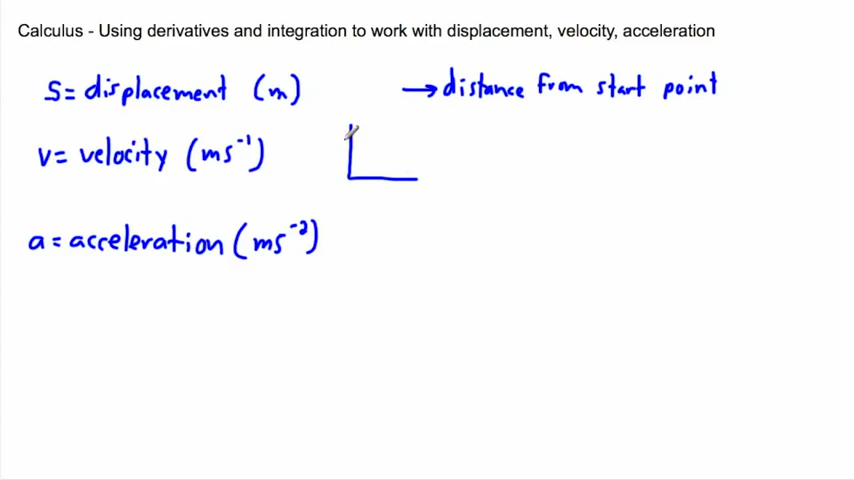 Calculus - Using derivatives and integration to work with displacement, velocity, acceleration
s = displacement (m) → distance from start point
v = velocity (ms⁻¹)
a = acceleration (ms⁻²)